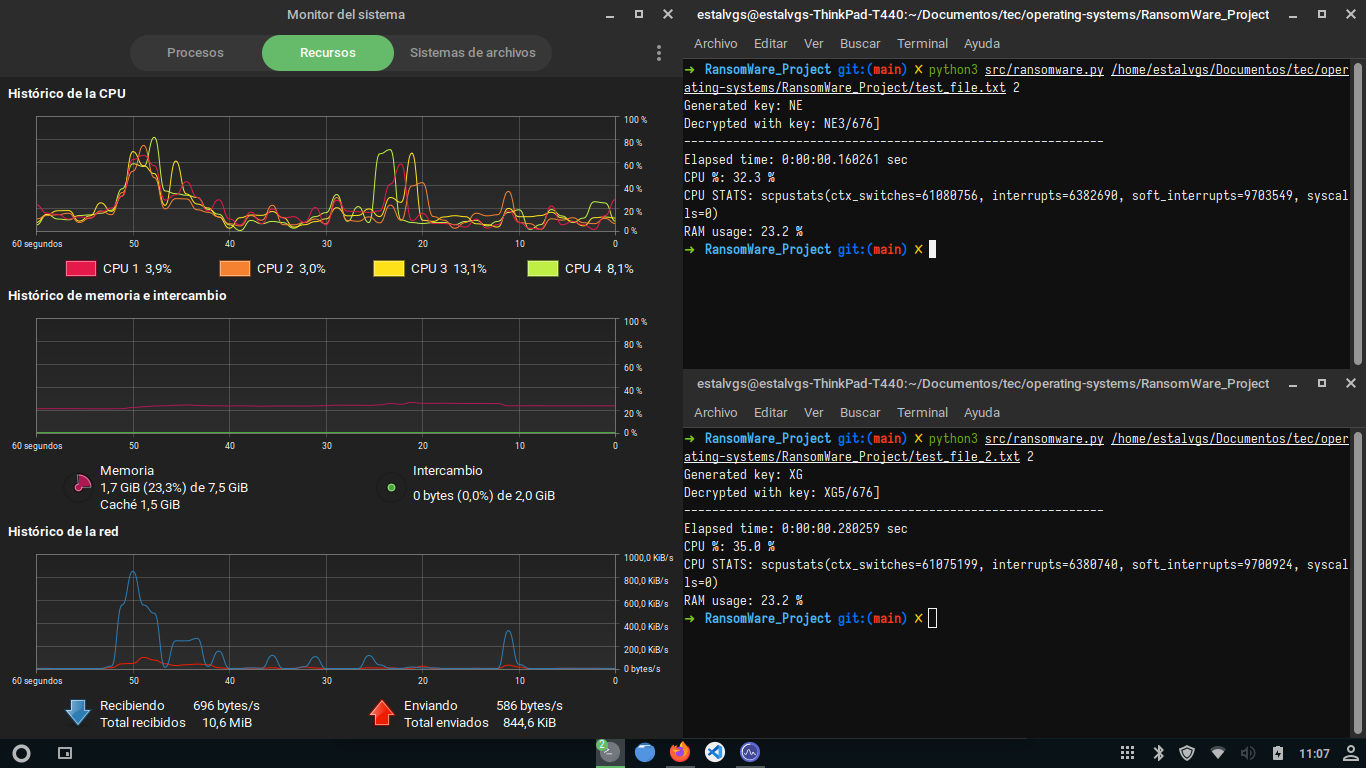 Monitor del sistema
Procesos
Recursos
Sistemas de archivos
Histórico de la CPU
100 %
80 %
60 %
40 %
20 %
0 %
60 segundos 50 40 30 20 10 0
CPU 1 3,9% CPU 2 3,0% CPU 3 13,1% CPU 4 8,1%
Histórico de memoria e intercambio
100 %
80 %
60 %
40 %
20 %
0 %
60 segundos 50 40 30 20 10 0
Memoria
1,7 GiB (23,3%) de 7,5 GiB
Caché 1,5 GiB
Intercambio
0 bytes (0,0%) de 2,0 GiB
Histórico de la red
1000,0 KiB/s
800,0 KiB/s
600,0 KiB/s
400,0 KiB/s
200,0 KiB/s
0 bytes/s
60 segundos 50 40 30 20 10 0
Recibiendo 696 bytes/s
Total recibidos 10,6 MiB
Enviando 586 bytes/s
Total enviados 844,6 KiB
estalvgs@estalvgs-ThinkPad-T440:~/Documentos/tec/operating-systems/RansomWare_Project
Archivo Editar Ver Buscar Terminal Ayuda
➜ RansomWare_Project git:(main) ✗ python3 src/ransomware.py /home/estalvgs/Documentos/tec/oper
ating-systems/RansomWare_Project/test_file.txt 2
Generated key: NE
Decrypted with key: NE3/676]
------------------------------------------------------------
Elapsed time: 0:00:00.160261 sec
CPU %: 32.3 %
CPU STATS: scpustats(ctx_switches=61080756, interrupts=6382690, soft_interrupts=9703549, syscal
ls=0)
RAM usage: 23.2 %
➜ RansomWare_Project git:(main) ✗
estalvgs@estalvgs-ThinkPad-T440:~/Documentos/tec/operating-systems/RansomWare_Project
Archivo Editar Ver Buscar Terminal Ayuda
➜ RansomWare_Project git:(main) ✗ python3 src/ransomware.py /home/estalvgs/Documentos/tec/oper
ating-systems/RansomWare_Project/test_file_2.txt 2
Generated key: XG
Decrypted with key: XG5/676]
------------------------------------------------------------
Elapsed time: 0:00:00.280259 sec
CPU %: 35.0 %
CPU STATS: scpustats(ctx_switches=61075199, interrupts=6380740, soft_interrupts=9700924, syscal
ls=0)
RAM usage: 23.2 %
➜ RansomWare_Project git:(main) ✗
2
11:07